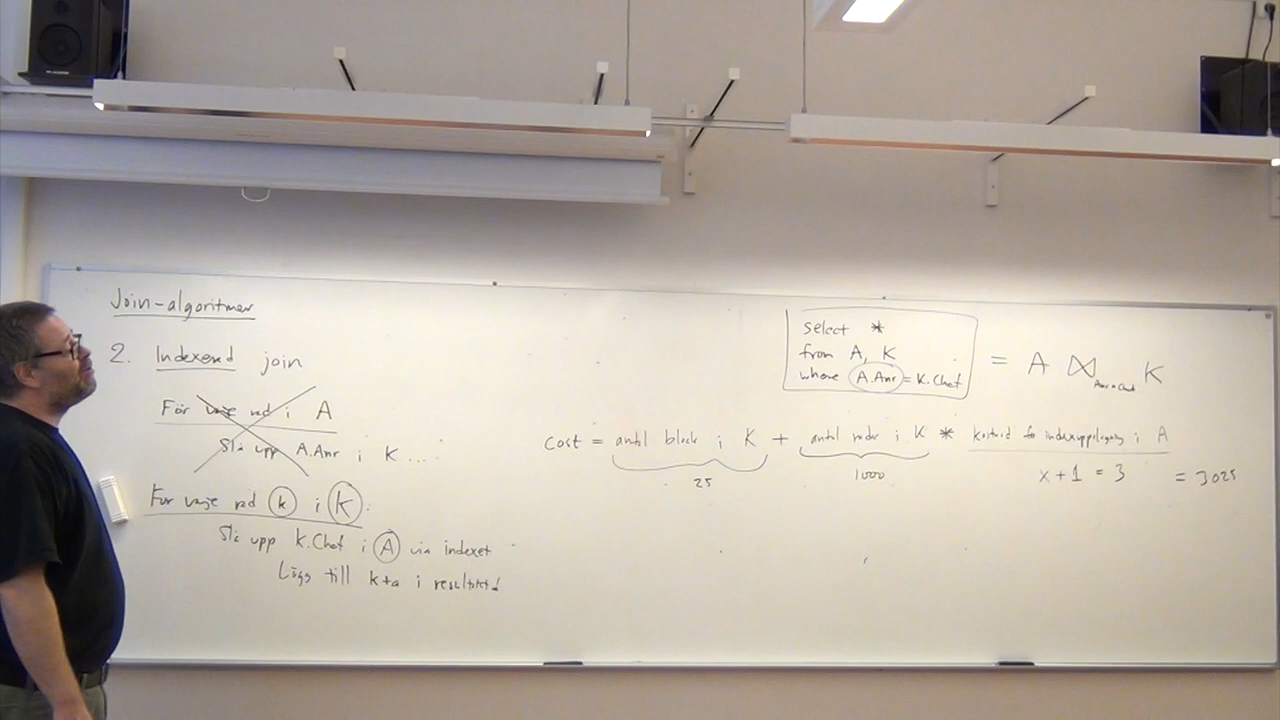 Join-algoritmer
2. Indexerad join
För varje rad i A
Slå upp A.Anr i K ...
För varje rad k i K:
Slå upp k.Chef i A via indexet
Lägg till k+a i resultatet
select *
from A, K
where A.Anr = K.Chef
= A ⋈ Anr=Chef K
cost = antal block i K + antal rader i K * kostnad för indexuppslagning i A
25 1000 x+1 = 3 = 3025